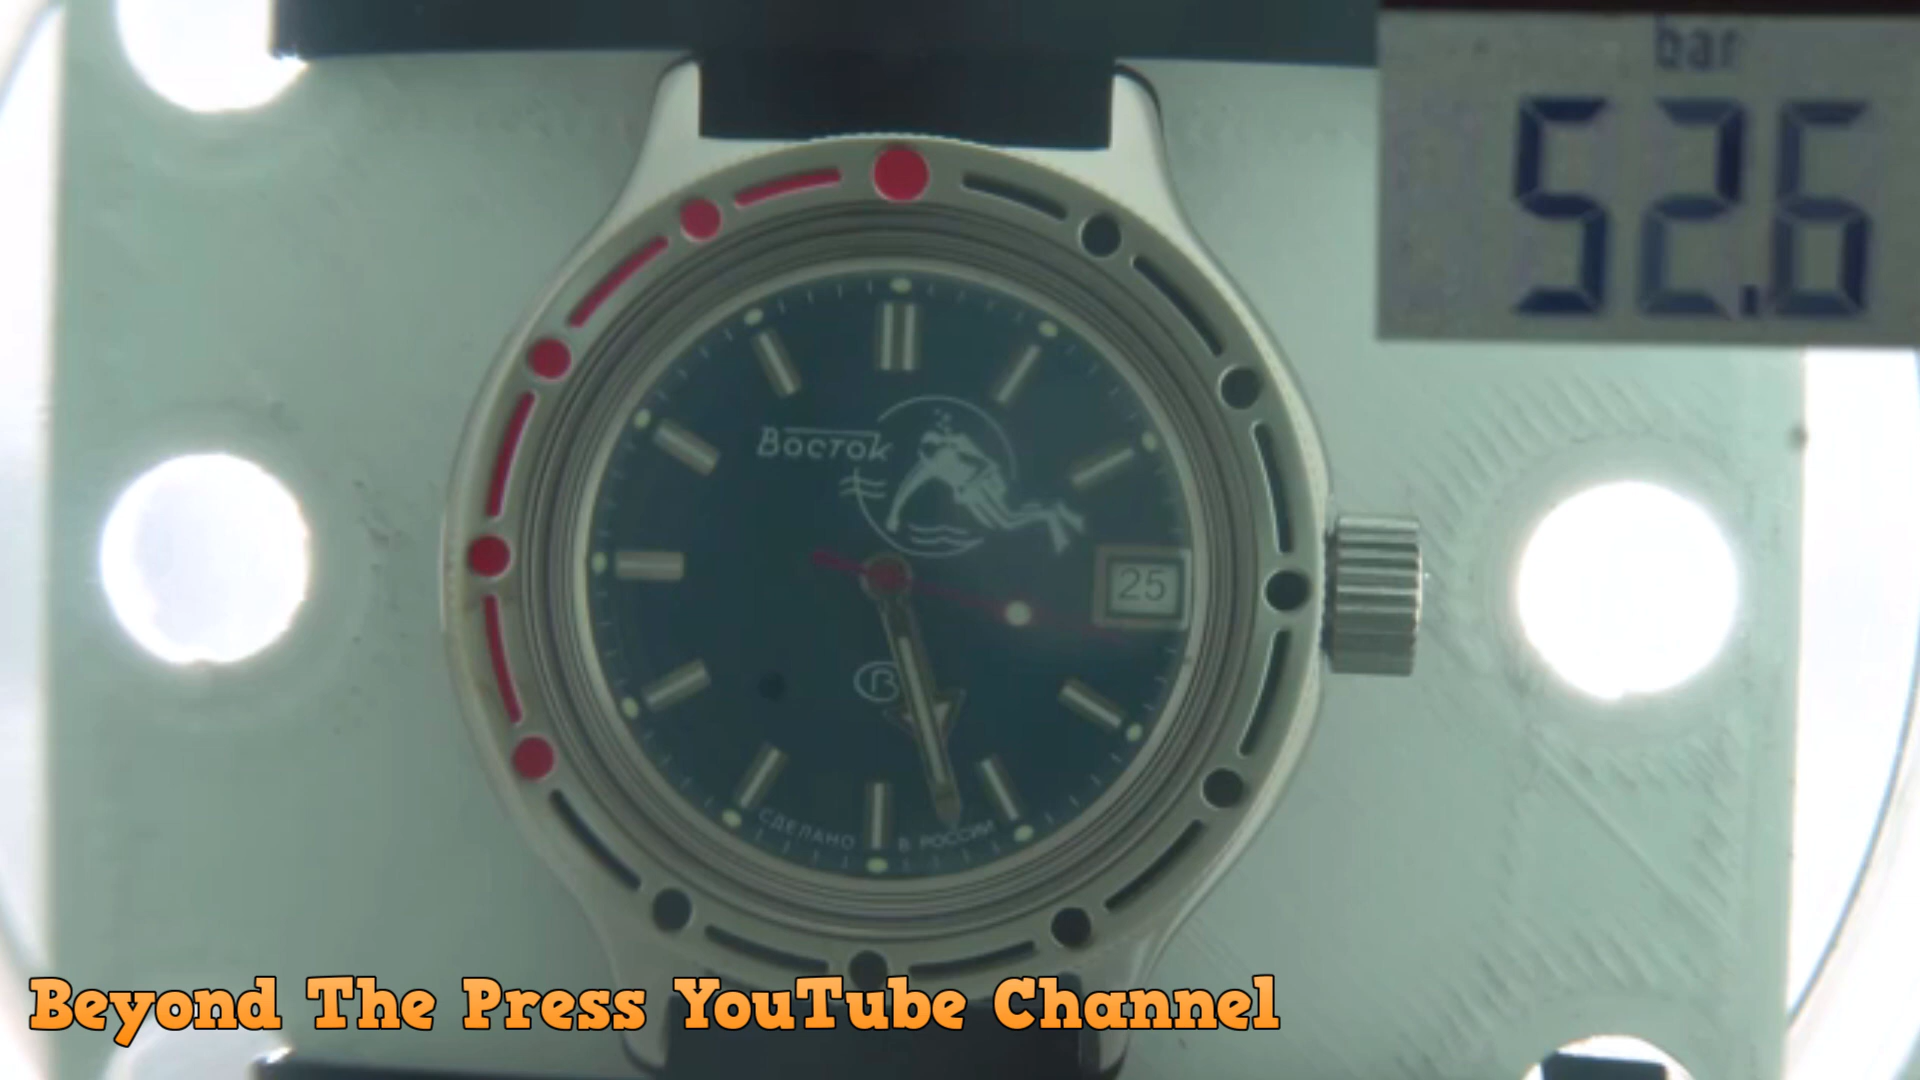 bar
52.6
Восток
25
В
СДЕЛАНО В РОССИИ
Beyond The Press YouTube Channel